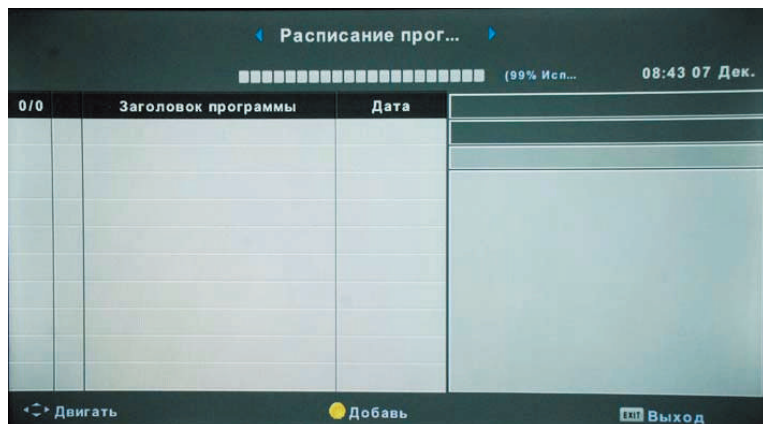 Расписание прог...
(99% Исп...
08:43 07 Дек.
0/0 Заголовок программы Дата
Двигать
Добавь
EXIT Выход